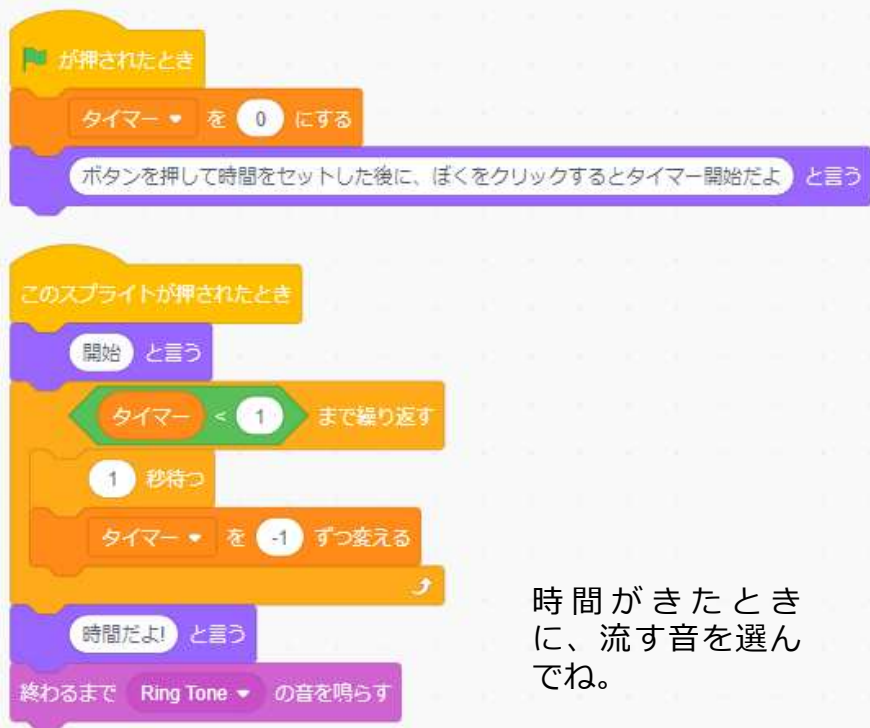 が押されたとき
タイマー を 0 にする
ボタンを押して時間をセットした後に、ぼくをクリックするとタイマー開始だよ と言う
このスプライトが押されたとき
開始 と言う
タイマー < 1 まで繰り返す
1 秒待つ
タイマー を -1 ずつ変える
時間だよ! と言う
終わるまで Ring Tone の音を鳴らす
時間がきたとき
に、流す音を選ん
でね。